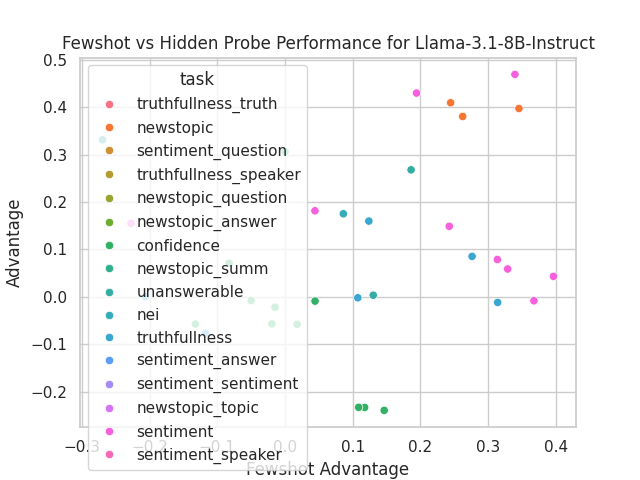 Fewshot vs Hidden Probe Performance for Llama-3.1-8B-Instruct
0.5
0.4
0.3
0.2
0.1
0.0
−0.1
−0.2
Advantage
task
truthfullness_truth
newstopic
sentiment_question
truthfullness_speaker
newstopic_question
newstopic_answer
confidence
newstopic_summ
unanswerable
nei
truthfullness
sentiment_answer
sentiment_sentiment
newstopic_topic
sentiment
sentiment_speaker
−0.3 −0.2 −0.1 0.0 0.1 0.2 0.3 0.4
Fewshot Advantage